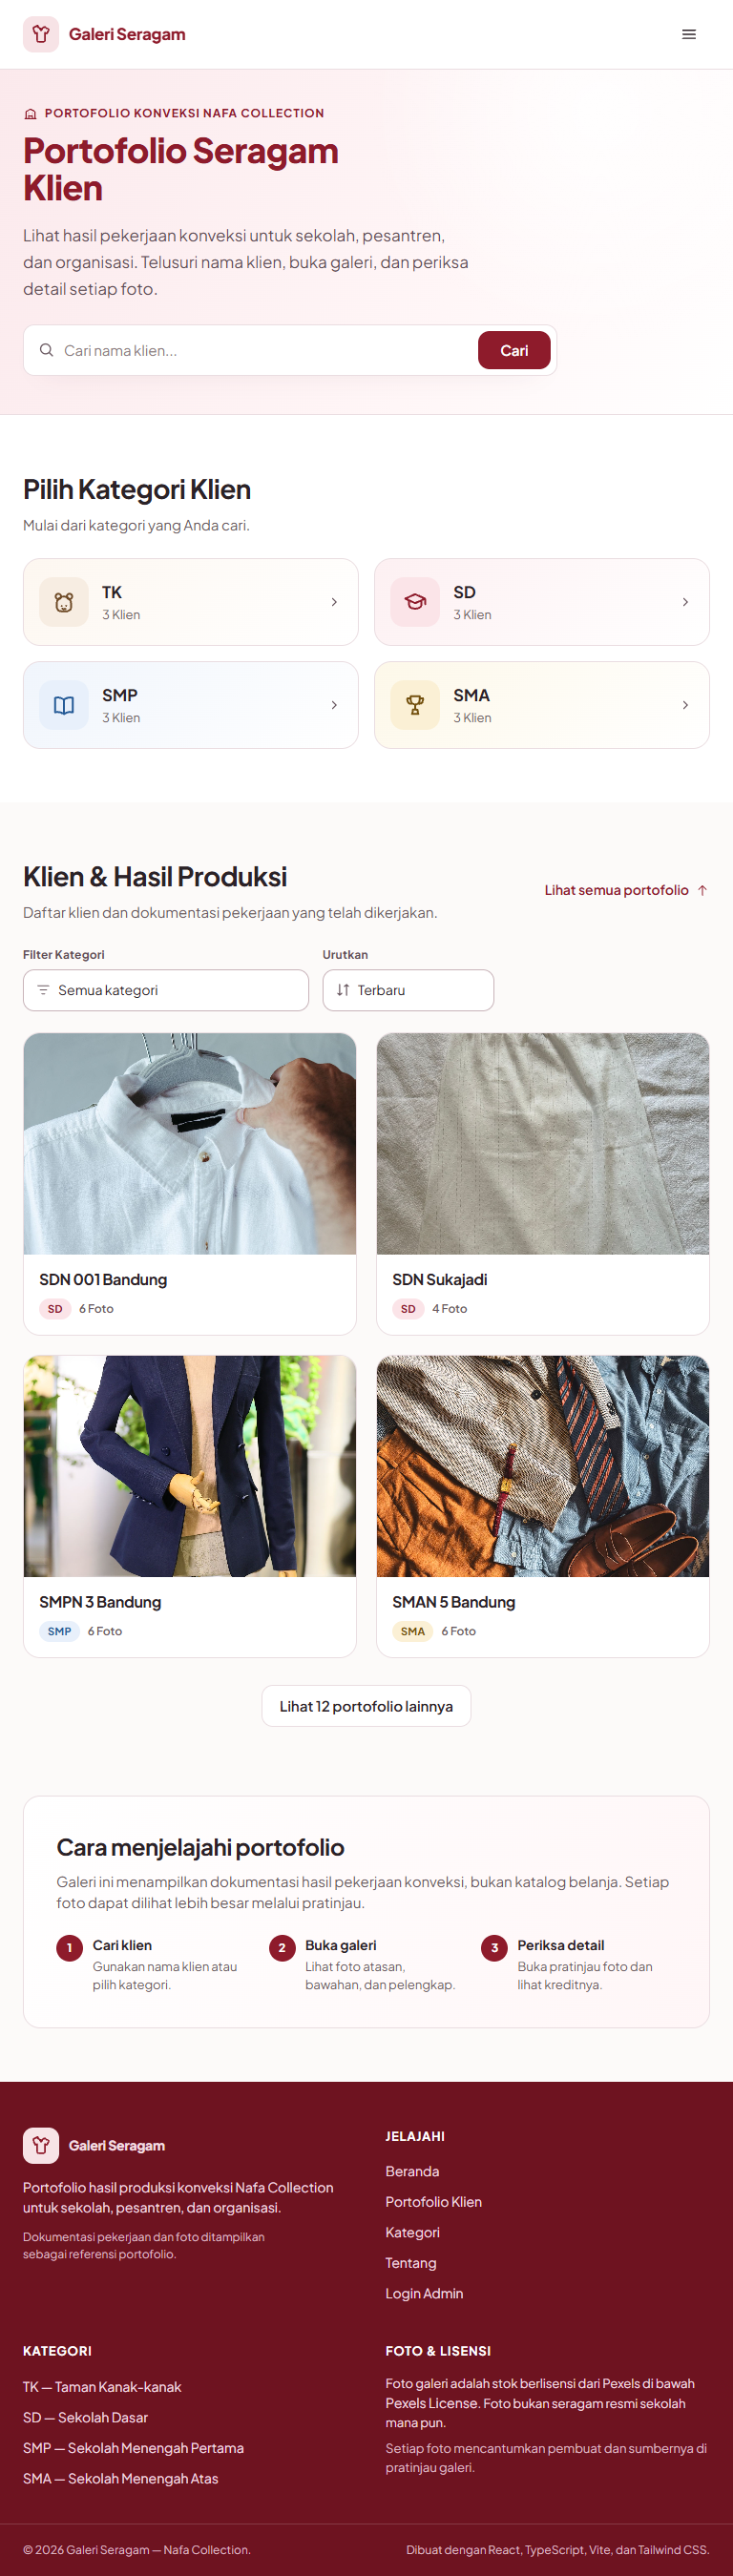 Galeri Seragam
PORTOFOLIO KONVEKSI NAFA COLLECTION
Portofolio Seragam
Klien
Lihat hasil pekerjaan konveksi untuk sekolah, pesantren,
dan organisasi. Telusuri nama klien, buka galeri, dan periksa
detail setiap foto.
Cari nama klien...
Cari
Pilih Kategori Klien
Mulai dari kategori yang Anda cari.
TK
3 Klien
SD
3 Klien
SMP
3 Klien
SMA
3 Klien
Klien & Hasil Produksi
Lihat semua portofolio
Daftar klien dan dokumentasi pekerjaan yang telah dikerjakan.
Filter Kategori
Semua kategori
Urutkan
Terbaru
SDN 001 Bandung
SD 6 Foto
SDN Sukajadi
SD 4 Foto
SMPN 3 Bandung
SMP 6 Foto
SMAN 5 Bandung
SMA 6 Foto
Lihat 12 portofolio lainnya
Cara menjelajahi portofolio
Galeri ini menampilkan dokumentasi hasil pekerjaan konveksi, bukan katalog belanja. Setiap
foto dapat dilihat lebih besar melalui pratinjau.
1 Cari klien
Gunakan nama klien atau
pilih kategori.
2 Buka galeri
Lihat foto atasan,
bawahan, dan pelengkap.
3 Periksa detail
Buka pratinjau foto dan
lihat kreditnya.
Galeri Seragam
Portofolio hasil produksi konveksi Nafa Collection
untuk sekolah, pesantren, dan organisasi.
Dokumentasi pekerjaan dan foto ditampilkan
sebagai referensi portofolio.
JELAJAHI
Beranda
Portofolio Klien
Kategori
Tentang
Login Admin
KATEGORI
TK — Taman Kanak-kanak
SD — Sekolah Dasar
SMP — Sekolah Menengah Pertama
SMA — Sekolah Menengah Atas
FOTO & LISENSI
Foto galeri adalah stok berlisensi dari Pexels di bawah
Pexels License. Foto bukan seragam resmi sekolah
mana pun.
Setiap foto mencantumkan pembuat dan sumbernya di
pratinjau galeri.
© 2026 Galeri Seragam — Nafa Collection.
Dibuat dengan React, TypeScript, Vite, dan Tailwind CSS.